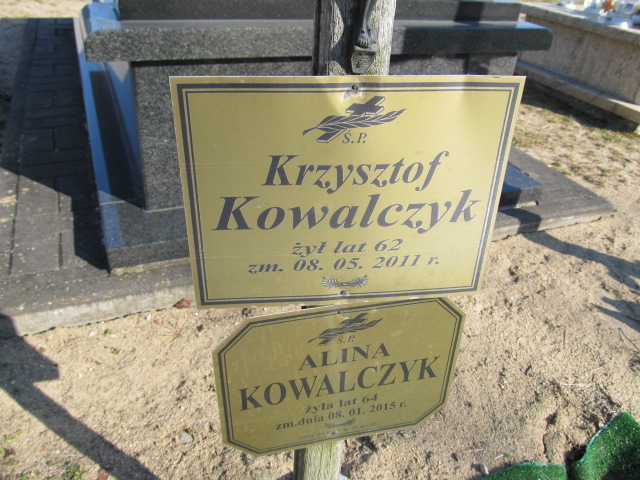 Ś.P.
Krzysztof
Kowalczyk
żył lat 62
zm. 08. 05. 2011 r.
Ś.P.
ALINA
KOWALCZYK
żyła lat 64
zm.dnia 08. 01. 2015 r.